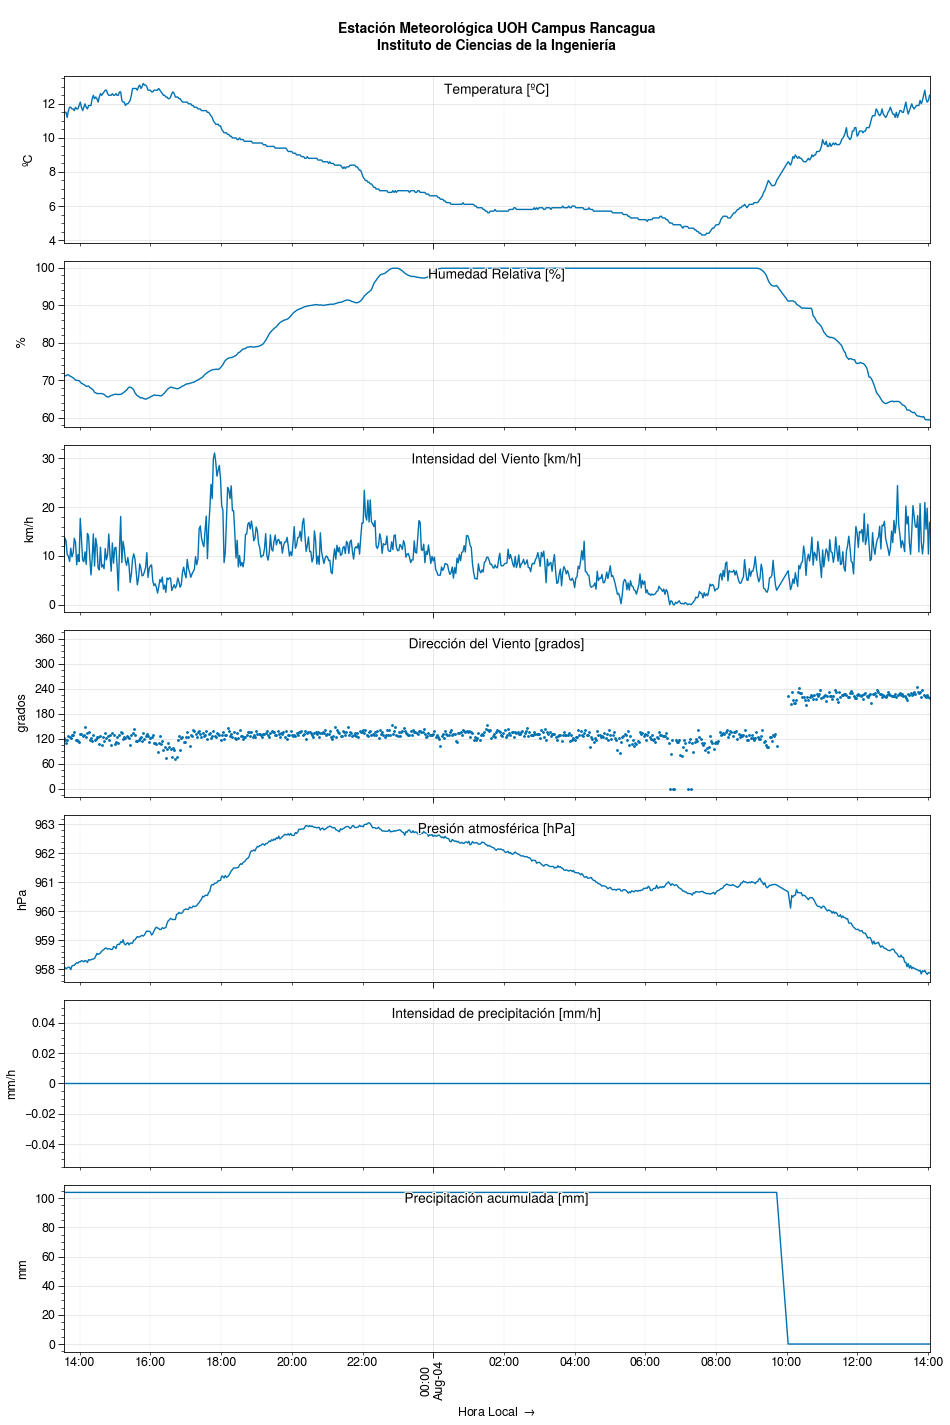 Estación Meteorológica UOH Campus Rancagua
Instituto de Ciencias de la Ingeniería
Temperatura [ºC]
12
10
8
6
4
ºC
Humedad Relativa [%]
100
90
80
70
60
%
Intensidad del Viento [km/h]
30
20
10
0
km/h
Dirección del Viento [grados]
360
300
240
180
120
60
0
grados
Presión atmosférica [hPa]
963
962
961
960
959
958
hPa
Intensidad de precipitación [mm/h]
0.04
0.02
0
−0.02
−0.04
mm/h
Precipitación acumulada [mm]
100
80
60
40
20
0
mm
14:00 16:00 18:00 20:00 22:00 00:00 02:00 04:00 06:00 08:00 10:00 12:00 14:00
Aug-04
Hora Local →